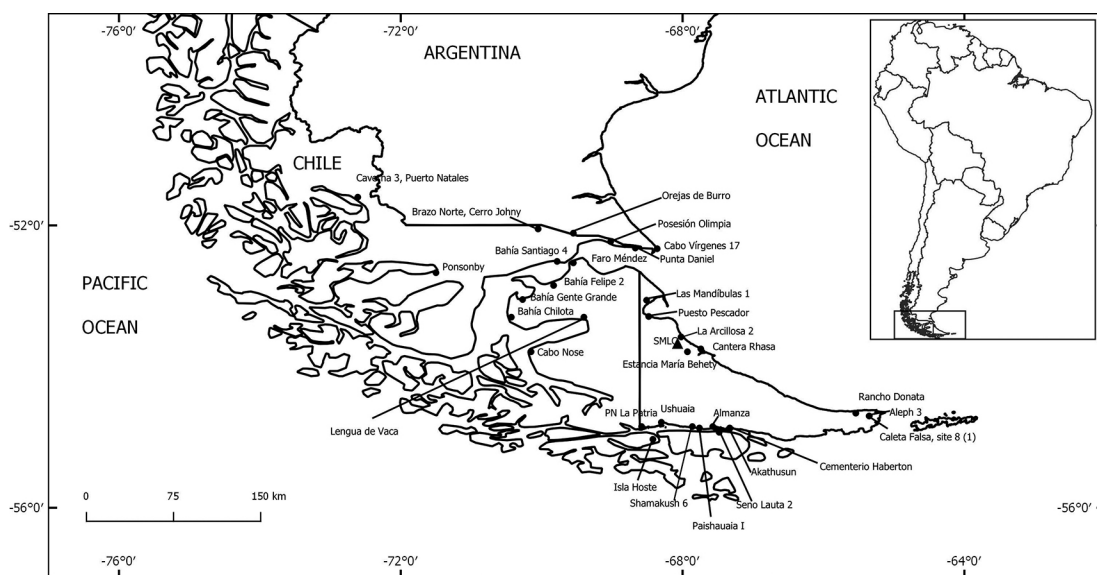 -76°0′
-72°0′
-68°0′
ARGENTINA
ATLANTIC
OCEAN
CHILE
Caverna 3, Puerto Natales
Orejas de Burro
Brazo Norte, Cerro Johny
Posesión Olimpia
-52°0′
Cabo Vírgenes 17
Bahía Santiago 4
Faro Méndez
Punta Daniel
Ponsonby
PACIFIC
OCEAN
Bahía Felipe 2
Bahía Gente Grande
Las Mandíbulas 1
Bahía Chilota
Puesto Pescador
La Arcillosa 2
SMLC
Cantera Rhasa
Cabo Nose
Estancia María Behety
Rancho Donata
PN La Patria
Ushuaia
Almanza
Aleph 3
Lengua de Vaca
Caleta Falsa, site 8 (1)
Cementerio Haberton
Akathusun
Isla Hoste
Shamakush 6
Seno Lauta 2
Paishauaia I
0
75
150 km
-56°0′
-56°0′
-76°0′
-72°0′
-68°0′
-64°0′